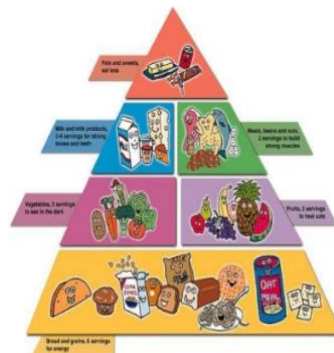 Fats and sweets,
eat less
Milk and milk products,
3-4 servings for strong
bones and teeth
Meat, beans and nuts,
2 servings to build
strong muscles
Vegetables, 3 servings
to see in the dark
Fruits, 2 servings
to heal cuts
OAT
MEAL
Bread and grains, 6 servings
for energy